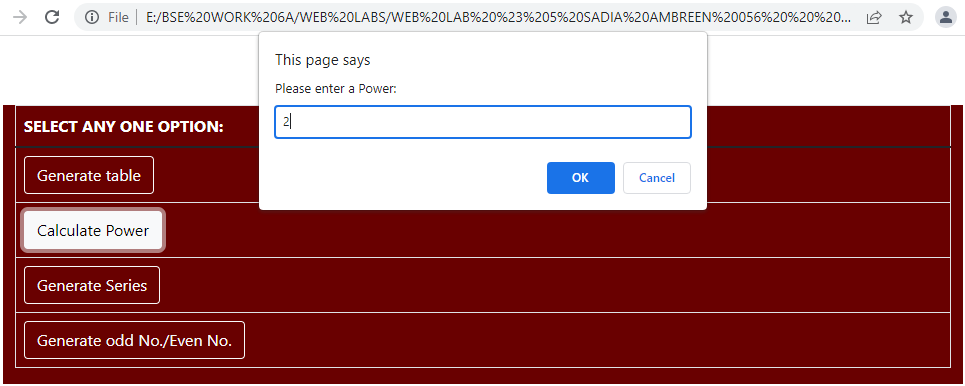 File
E:/BSE%20WORK%206A/WEB%20LABS/WEB%20LAB%20%23%205%20SADIA%20AMBREEN%20056%20%20%20...
This page says
Please enter a Power:
2
OK
Cancel
SELECT ANY ONE OPTION:
Generate table
Calculate Power
Generate Series
Generate odd No./Even No.